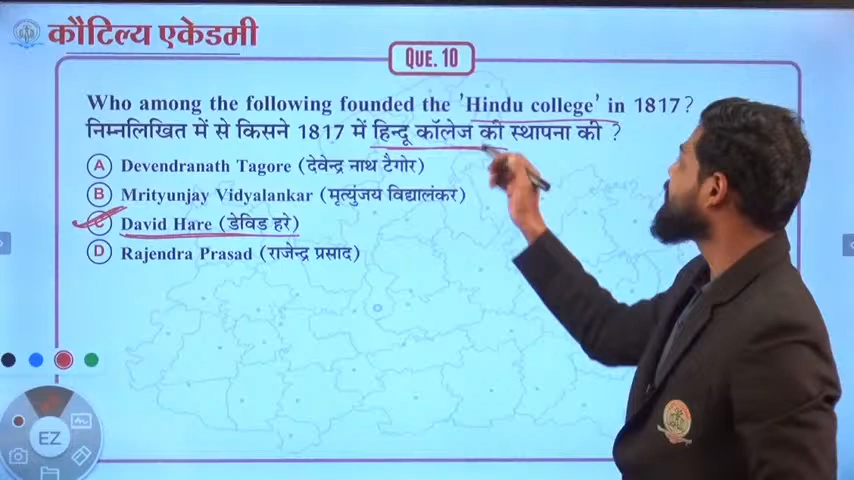 कौटिल्य एकेडमी
QUE. 10
Who among the following founded the 'Hindu college' in 1817?
निम्नलिखित में से किसने 1817 में हिन्दू कॉलेज की स्थापना की ?
A Devendranath Tagore (देवेन्द्र नाथ टैगोर)
B Mrityunjay Vidyalankar (मृत्युंजय विद्यालंकार)
C David Hare (डेविड हरे)
D Rajendra Prasad (राजेन्द्र प्रसाद)
EZ